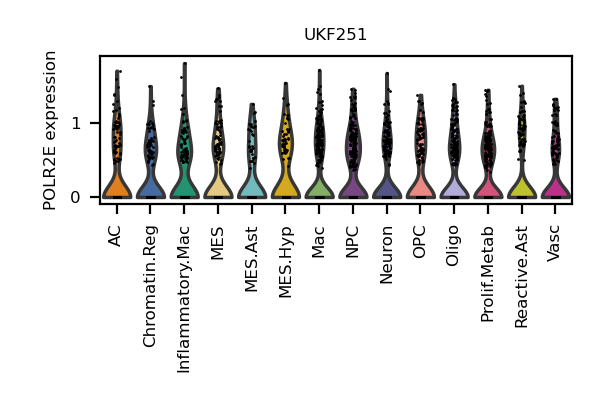 UKF251
POLR2E expression
1
0
AC
Chromatin.Reg
Inflammatory.Mac
MES
MES.Ast
MES.Hyp
Mac
NPC
Neuron
OPC
Oligo
Prolif.Metab
Reactive.Ast
Vasc